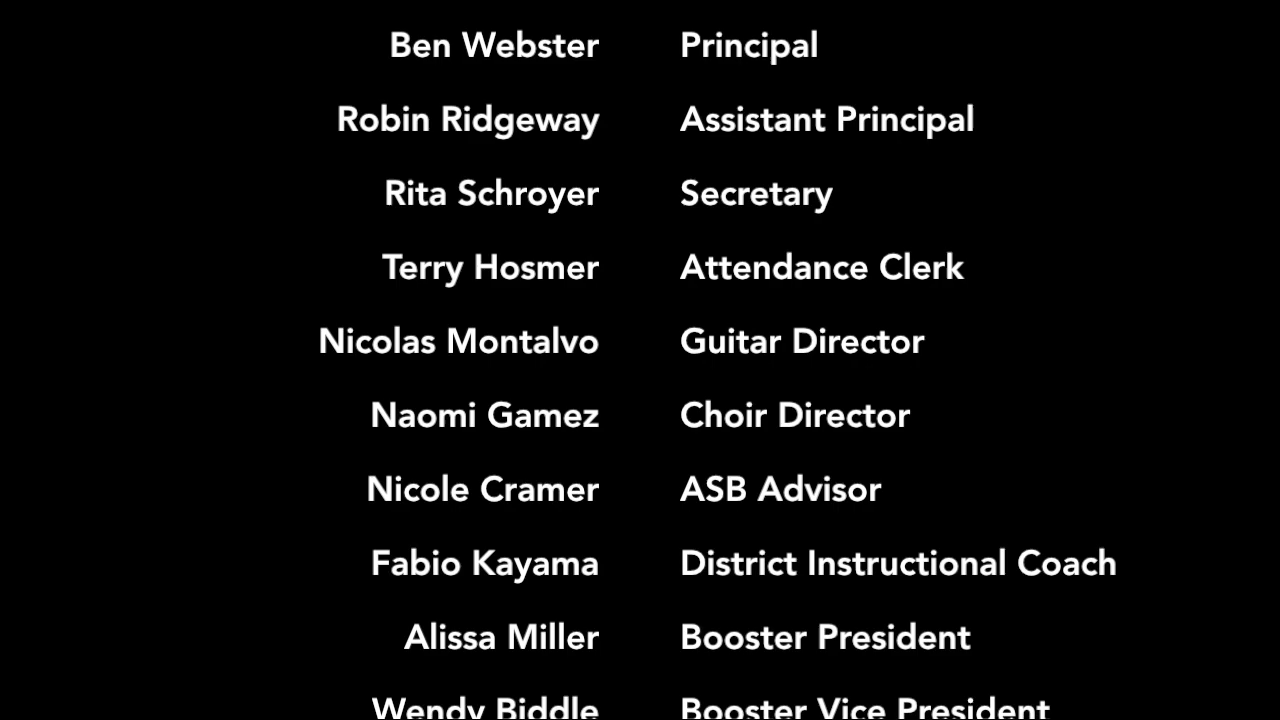 Ben Webster Principal
Robin Ridgeway Assistant Principal
Rita Schroyer Secretary
Terry Hosmer Attendance Clerk
Nicolas Montalvo Guitar Director
Naomi Gamez Choir Director
Nicole Cramer ASB Advisor
Fabio Kayama District Instructional Coach
Alissa Miller Booster President
Wendy Biddle Booster Vice President